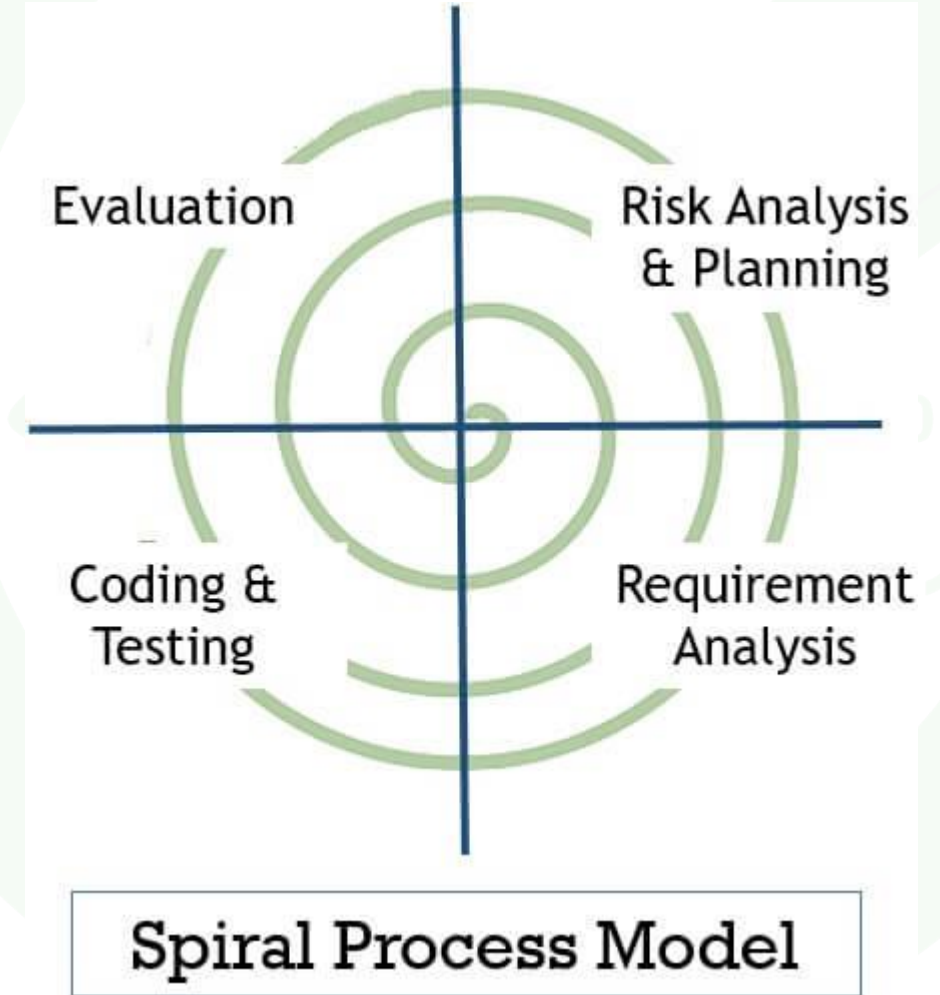 Evaluation
Risk Analysis
& Planning
Coding &
Testing
Requirement
Analysis
Spiral Process Model